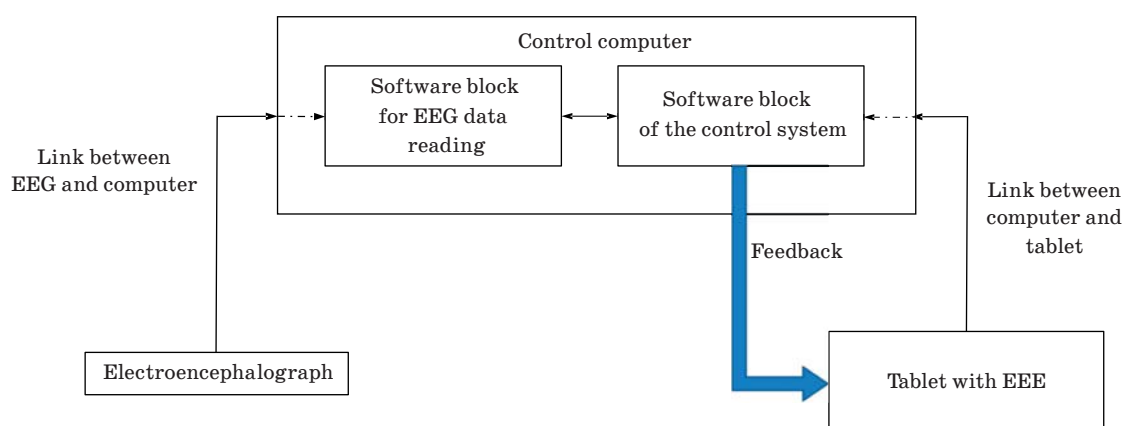 Control computer
Software block
for EEG data
reading
Software block
of the control system
Link between
EEG and computer
Link between
computer and
tablet
Feedback
Electroencephalograph
Tablet with EEE